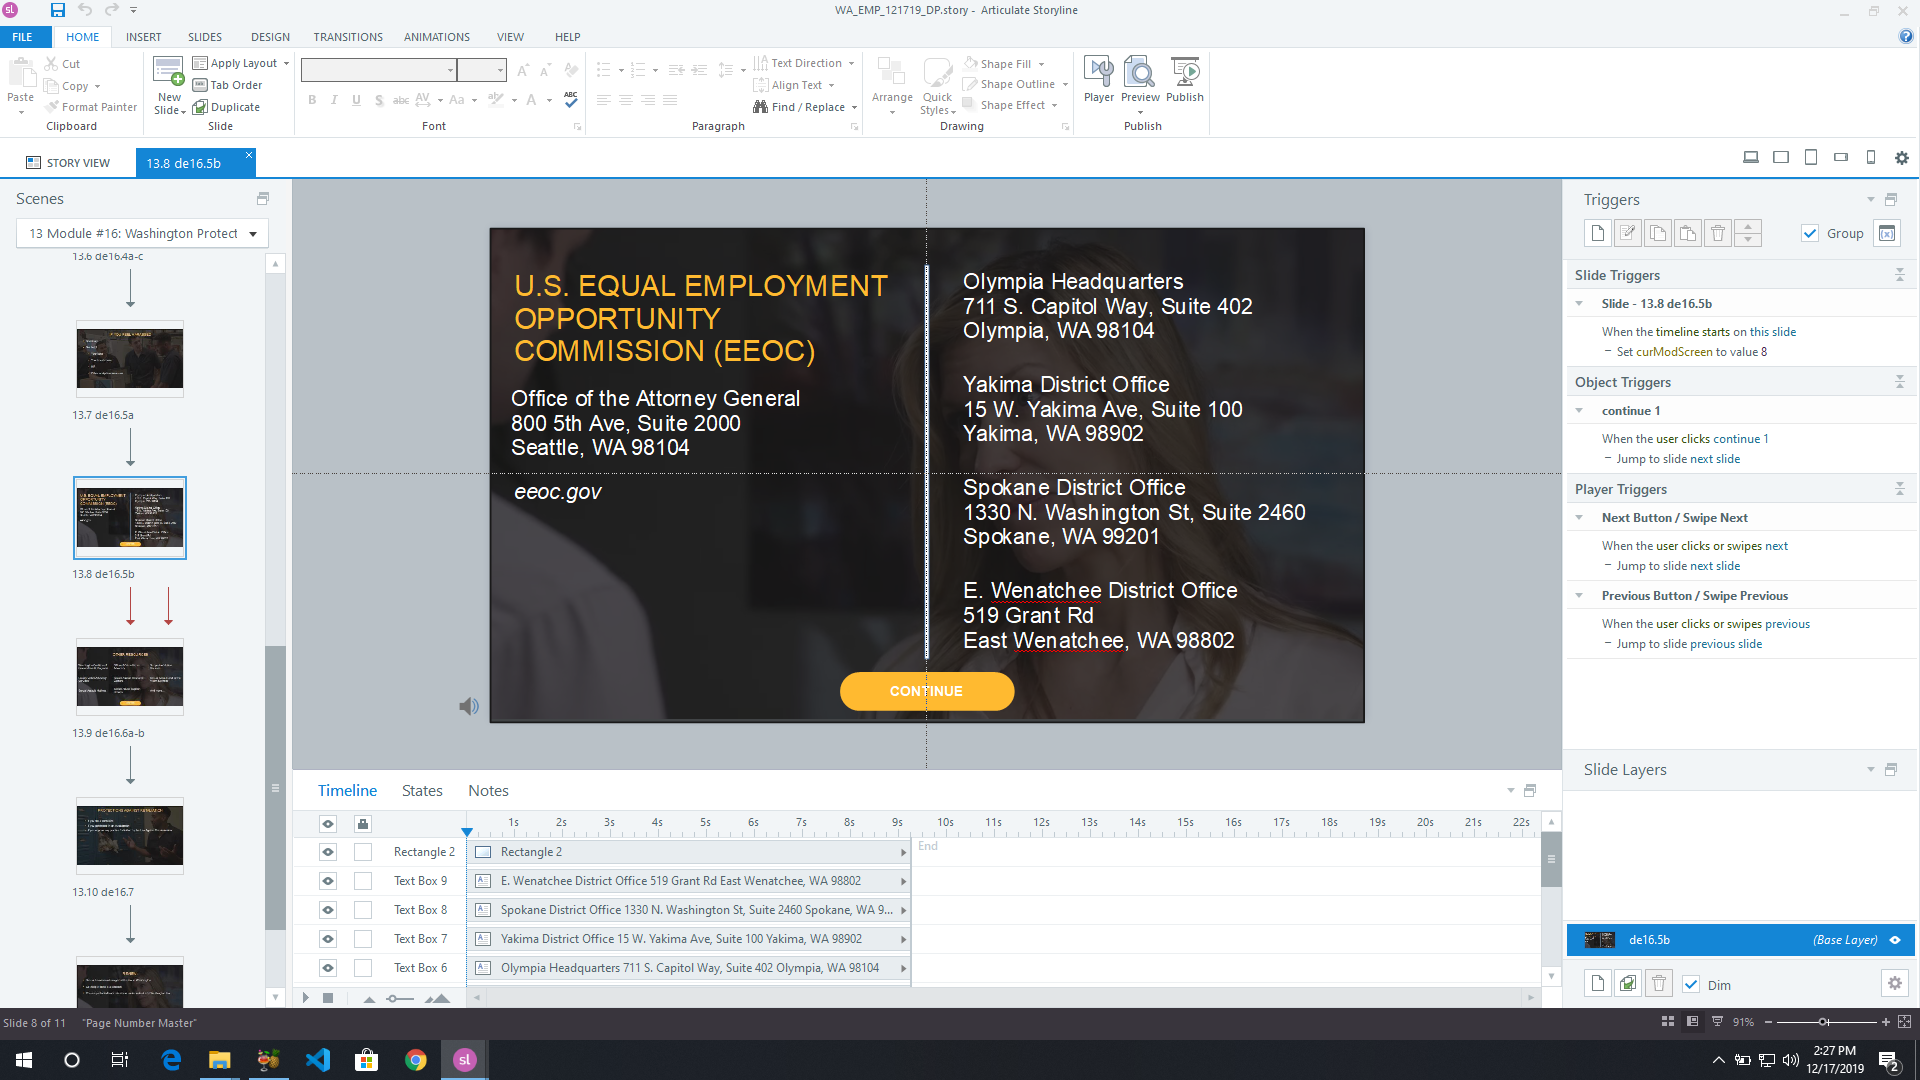 WA_EMP_121719_DP.story - Articulate Storyline
FILE
HOME
INSERT
SLIDES
DESIGN
TRANSITIONS
ANIMATIONS
VIEW
HELP
Paste
Cut
Copy
Format Painter
Clipboard
New Slide
Apply Layout
Tab Order
Duplicate
Slide
B I U S abc AV Aa A
ABC
Font
Text Direction
Align Text
Find / Replace
Paragraph
Arrange
Quick Styles
Shape Fill
Shape Outline
Shape Effect
Drawing
Player
Preview
Publish
Publish
STORY VIEW
13.8 de16.5b
Scenes
13 Module #16: Washington Protect
13.6 de16.4a-c
13.7 de16.5a
13.8 de16.5b
13.9 de16.6a-b
13.10 de16.7
U.S. EQUAL EMPLOYMENT
OPPORTUNITY
COMMISSION (EEOC)
Office of the Attorney General
800 5th Ave, Suite 2000
Seattle, WA 98104
eeoc.gov
Olympia Headquarters
711 S. Capitol Way, Suite 402
Olympia, WA 98104
Yakima District Office
15 W. Yakima Ave, Suite 100
Yakima, WA 98902
Spokane District Office
1330 N. Washington St, Suite 2460
Spokane, WA 99201
E. Wenatchee District Office
519 Grant Rd
East Wenatchee, WA 98802
CONTINUE
Timeline
States
Notes
1s 2s 3s 4s 5s 6s 7s 8s 9s 10s 11s 12s 13s 14s 15s 16s 17s 18s 19s 20s 21s 22s
Rectangle 2
Rectangle 2
End
Text Box 9
E. Wenatchee District Office 519 Grant Rd East Wenatchee, WA 98802
Text Box 8
Spokane District Office 1330 N. Washington St, Suite 2460 Spokane, WA 9...
Text Box 7
Yakima District Office 15 W. Yakima Ave, Suite 100 Yakima, WA 98902
Text Box 6
Olympia Headquarters 711 S. Capitol Way, Suite 402 Olympia, WA 98104
Triggers
Group
Slide Triggers
Slide - 13.8 de16.5b
When the timeline starts on this slide
Set curModScreen to value 8
Object Triggers
continue 1
When the user clicks continue 1
Jump to slide next slide
Player Triggers
Next Button / Swipe Next
When the user clicks or swipes next
Jump to slide next slide
Previous Button / Swipe Previous
When the user clicks or swipes previous
Jump to slide previous slide
Slide Layers
de16.5b
(Base Layer)
Dim
Slide 8 of 11
"Page Number Master"
91%
sl
2:27 PM
12/17/2019
2